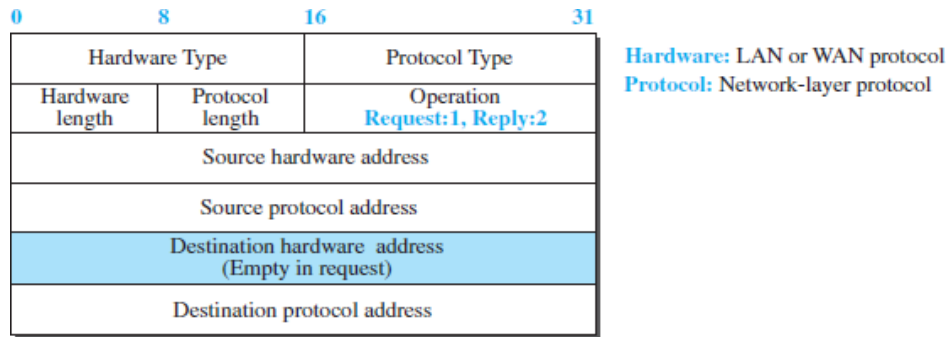 0 8 16 31
Hardware Type Protocol Type
Hardware: LAN or WAN protocol
Protocol: Network-layer protocol
Hardware length
Protocol length
Operation
Request:1, Reply:2
Source hardware address
Source protocol address
Destination hardware address
(Empty in request)
Destination protocol address